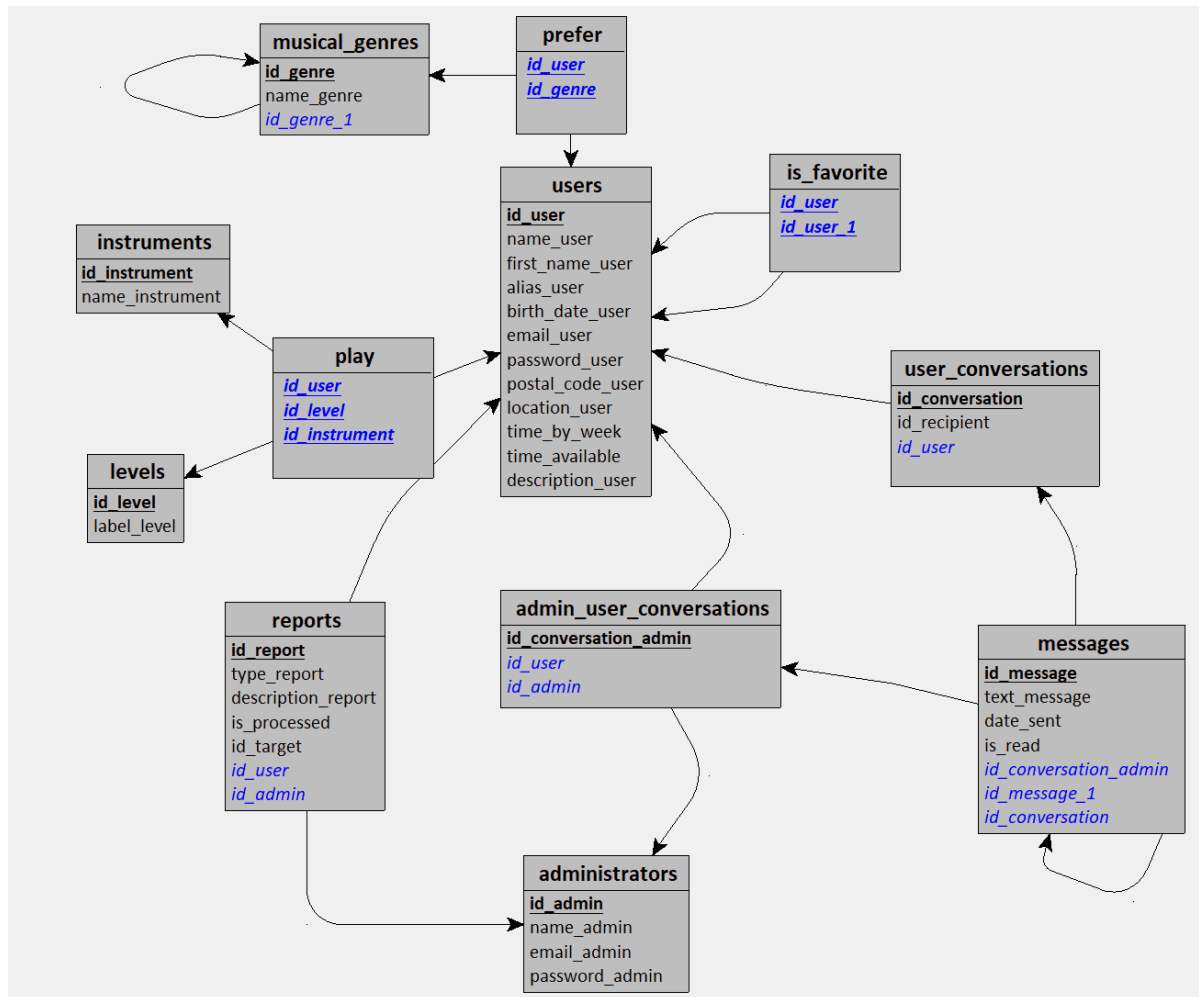 musical_genres
id_genre
name_genre
id_genre_1
prefer
id_user
id_genre
users
id_user
name_user
first_name_user
alias_user
birth_date_user
email_user
password_user
postal_code_user
location_user
time_by_week
time_available
description_user
is_favorite
id_user
id_user_1
instruments
id_instrument
name_instrument
play
id_user
id_level
id_instrument
levels
id_level
label_level
user_conversations
id_conversation
id_recipient
id_user
reports
id_report
type_report
description_report
is_processed
id_target
id_user
id_admin
admin_user_conversations
id_conversation_admin
id_user
id_admin
messages
id_message
text_message
date_sent
is_read
id_conversation_admin
id_message_1
id_conversation
administrators
id_admin
name_admin
email_admin
password_admin